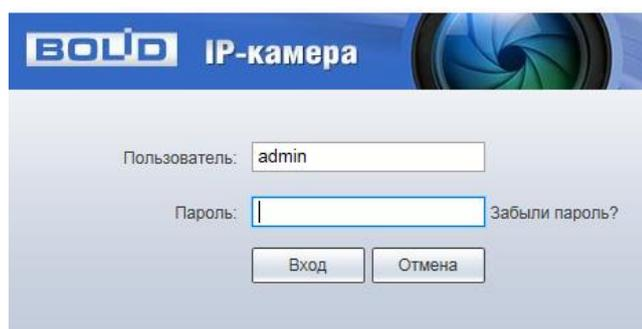 BOLID IP-камера
Пользователь: admin
Пароль: Забыли пароль?
Вход Отмена